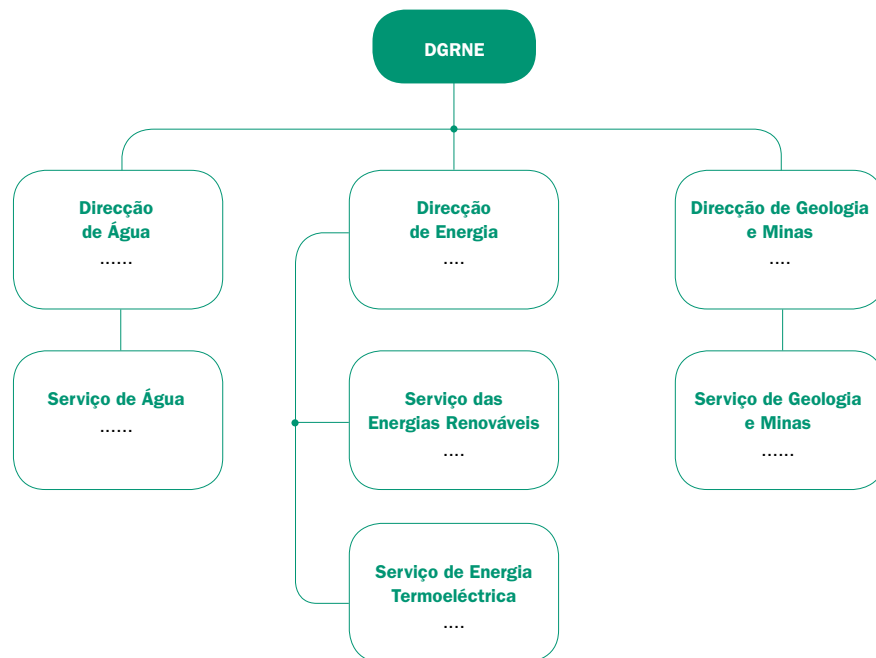 DGRNE
Direcção
de Água
......
Direcção
de Energia
....
Direcção de Geologia
e Minas
....
Serviço de Água
......
Serviço das
Energias Renováveis
....
Serviço de Geologia
e Minas
......
Serviço de Energia
Termoeléctrica
....